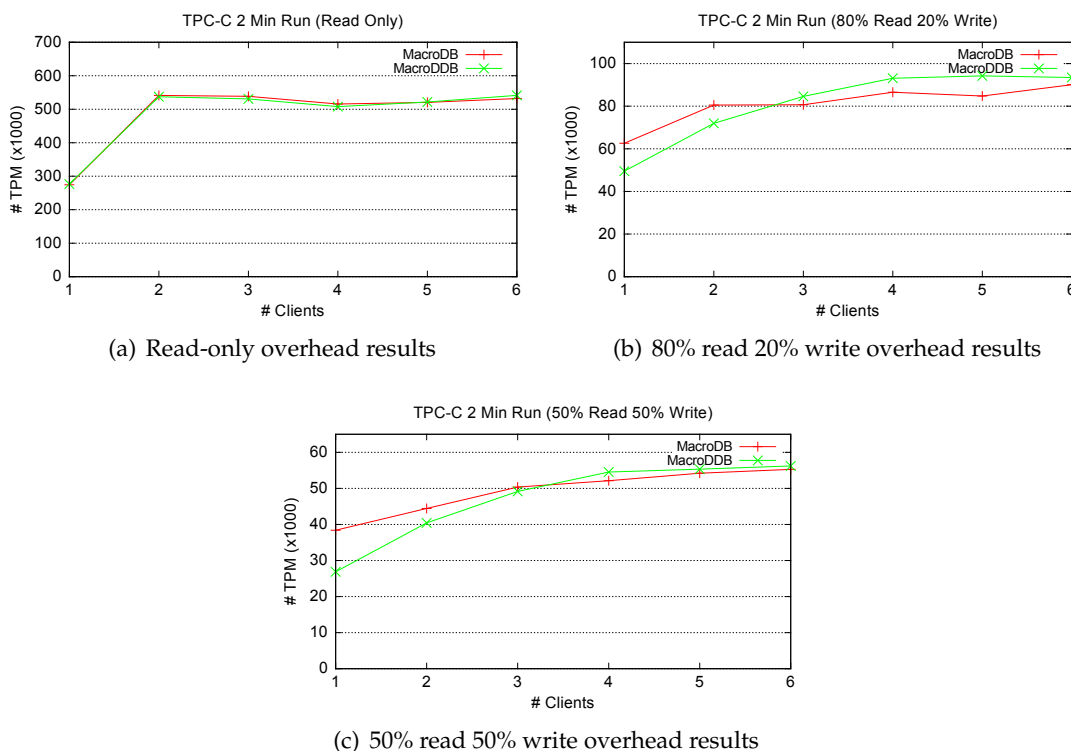 TPC-C 2 Min Run (Read Only)
700
600
500
400
300
200
100
0
# TPM (x1000)
MacroDB
MacroDDB
1 2 3 4 5 6
# Clients
(a) Read-only overhead results
TPC-C 2 Min Run (80% Read 20% Write)
100
80
60
40
20
0
# TPM (x1000)
MacroDB
MacroDDB
1 2 3 4 5 6
# Clients
(b) 80% read 20% write overhead results
TPC-C 2 Min Run (50% Read 50% Write)
60
50
40
30
20
10
0
# TPM (x1000)
MacroDB
MacroDDB
1 2 3 4 5 6
# Clients
(c) 50% read 50% write overhead results